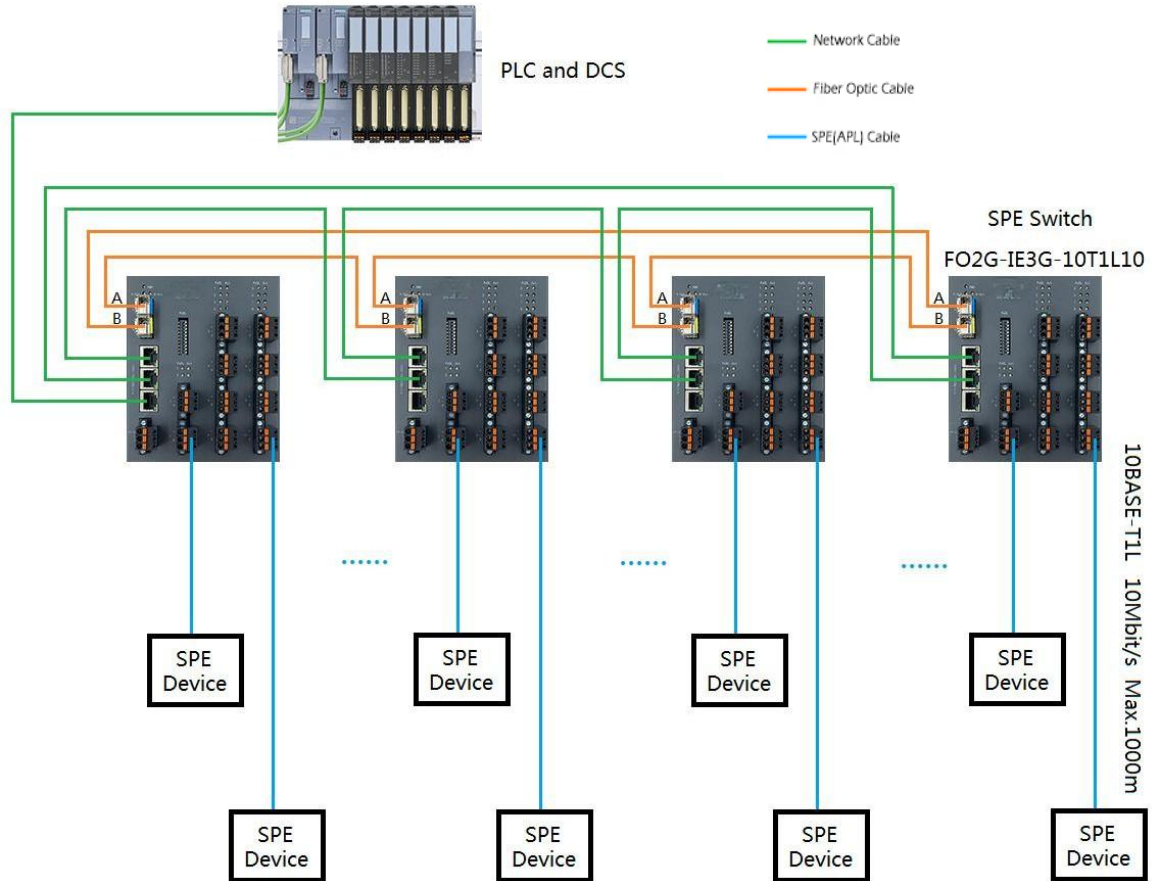 PLC and DCS
Network Cable
Fiber Optic Cable
SPE(APL) Cable
SPE Switch
FO2G-IE3G-10T1L10
A
B
A
B
A
B
A
B
10BASE-T1L 10Mbit/s Max.1000m
......
......
......
SPE
Device
SPE
Device
SPE
Device
SPE
Device
SPE
Device
SPE
Device
SPE
Device
SPE
Device